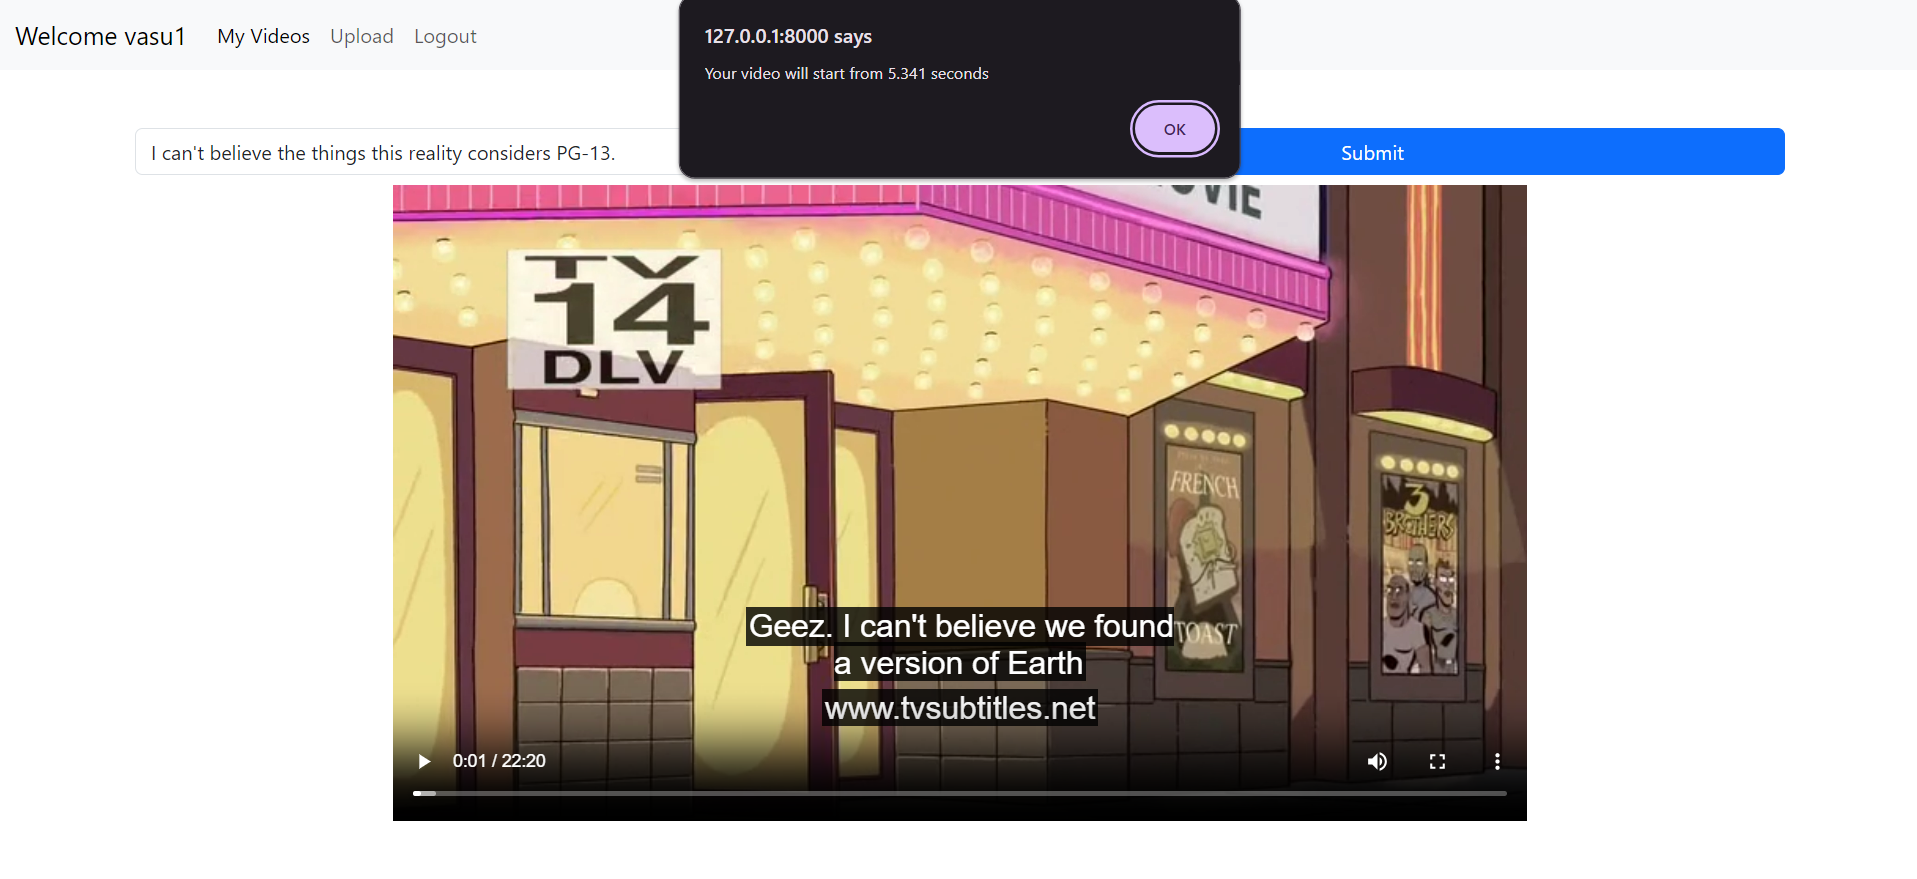 Welcome vasu1 My Videos Upload Logout
127.0.0.1:8000 says
Your video will start from 5.341 seconds
OK
I can't believe the things this reality considers PG-13.
Submit
TV
14
DLV
FRENCH
TOAST
3
BROTHERS
Geez. I can't believe we found
a version of Earth
www.tvsubtitles.net
0:01 / 22:20